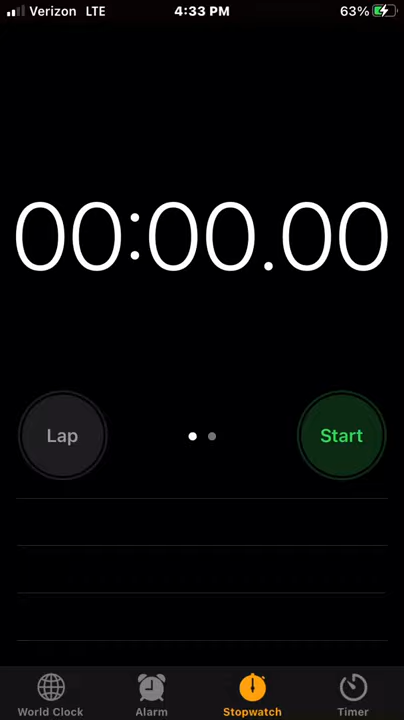 Verizon LTE 4:33 PM 63%
00:00.00
Lap Start
World Clock Alarm Stopwatch Timer